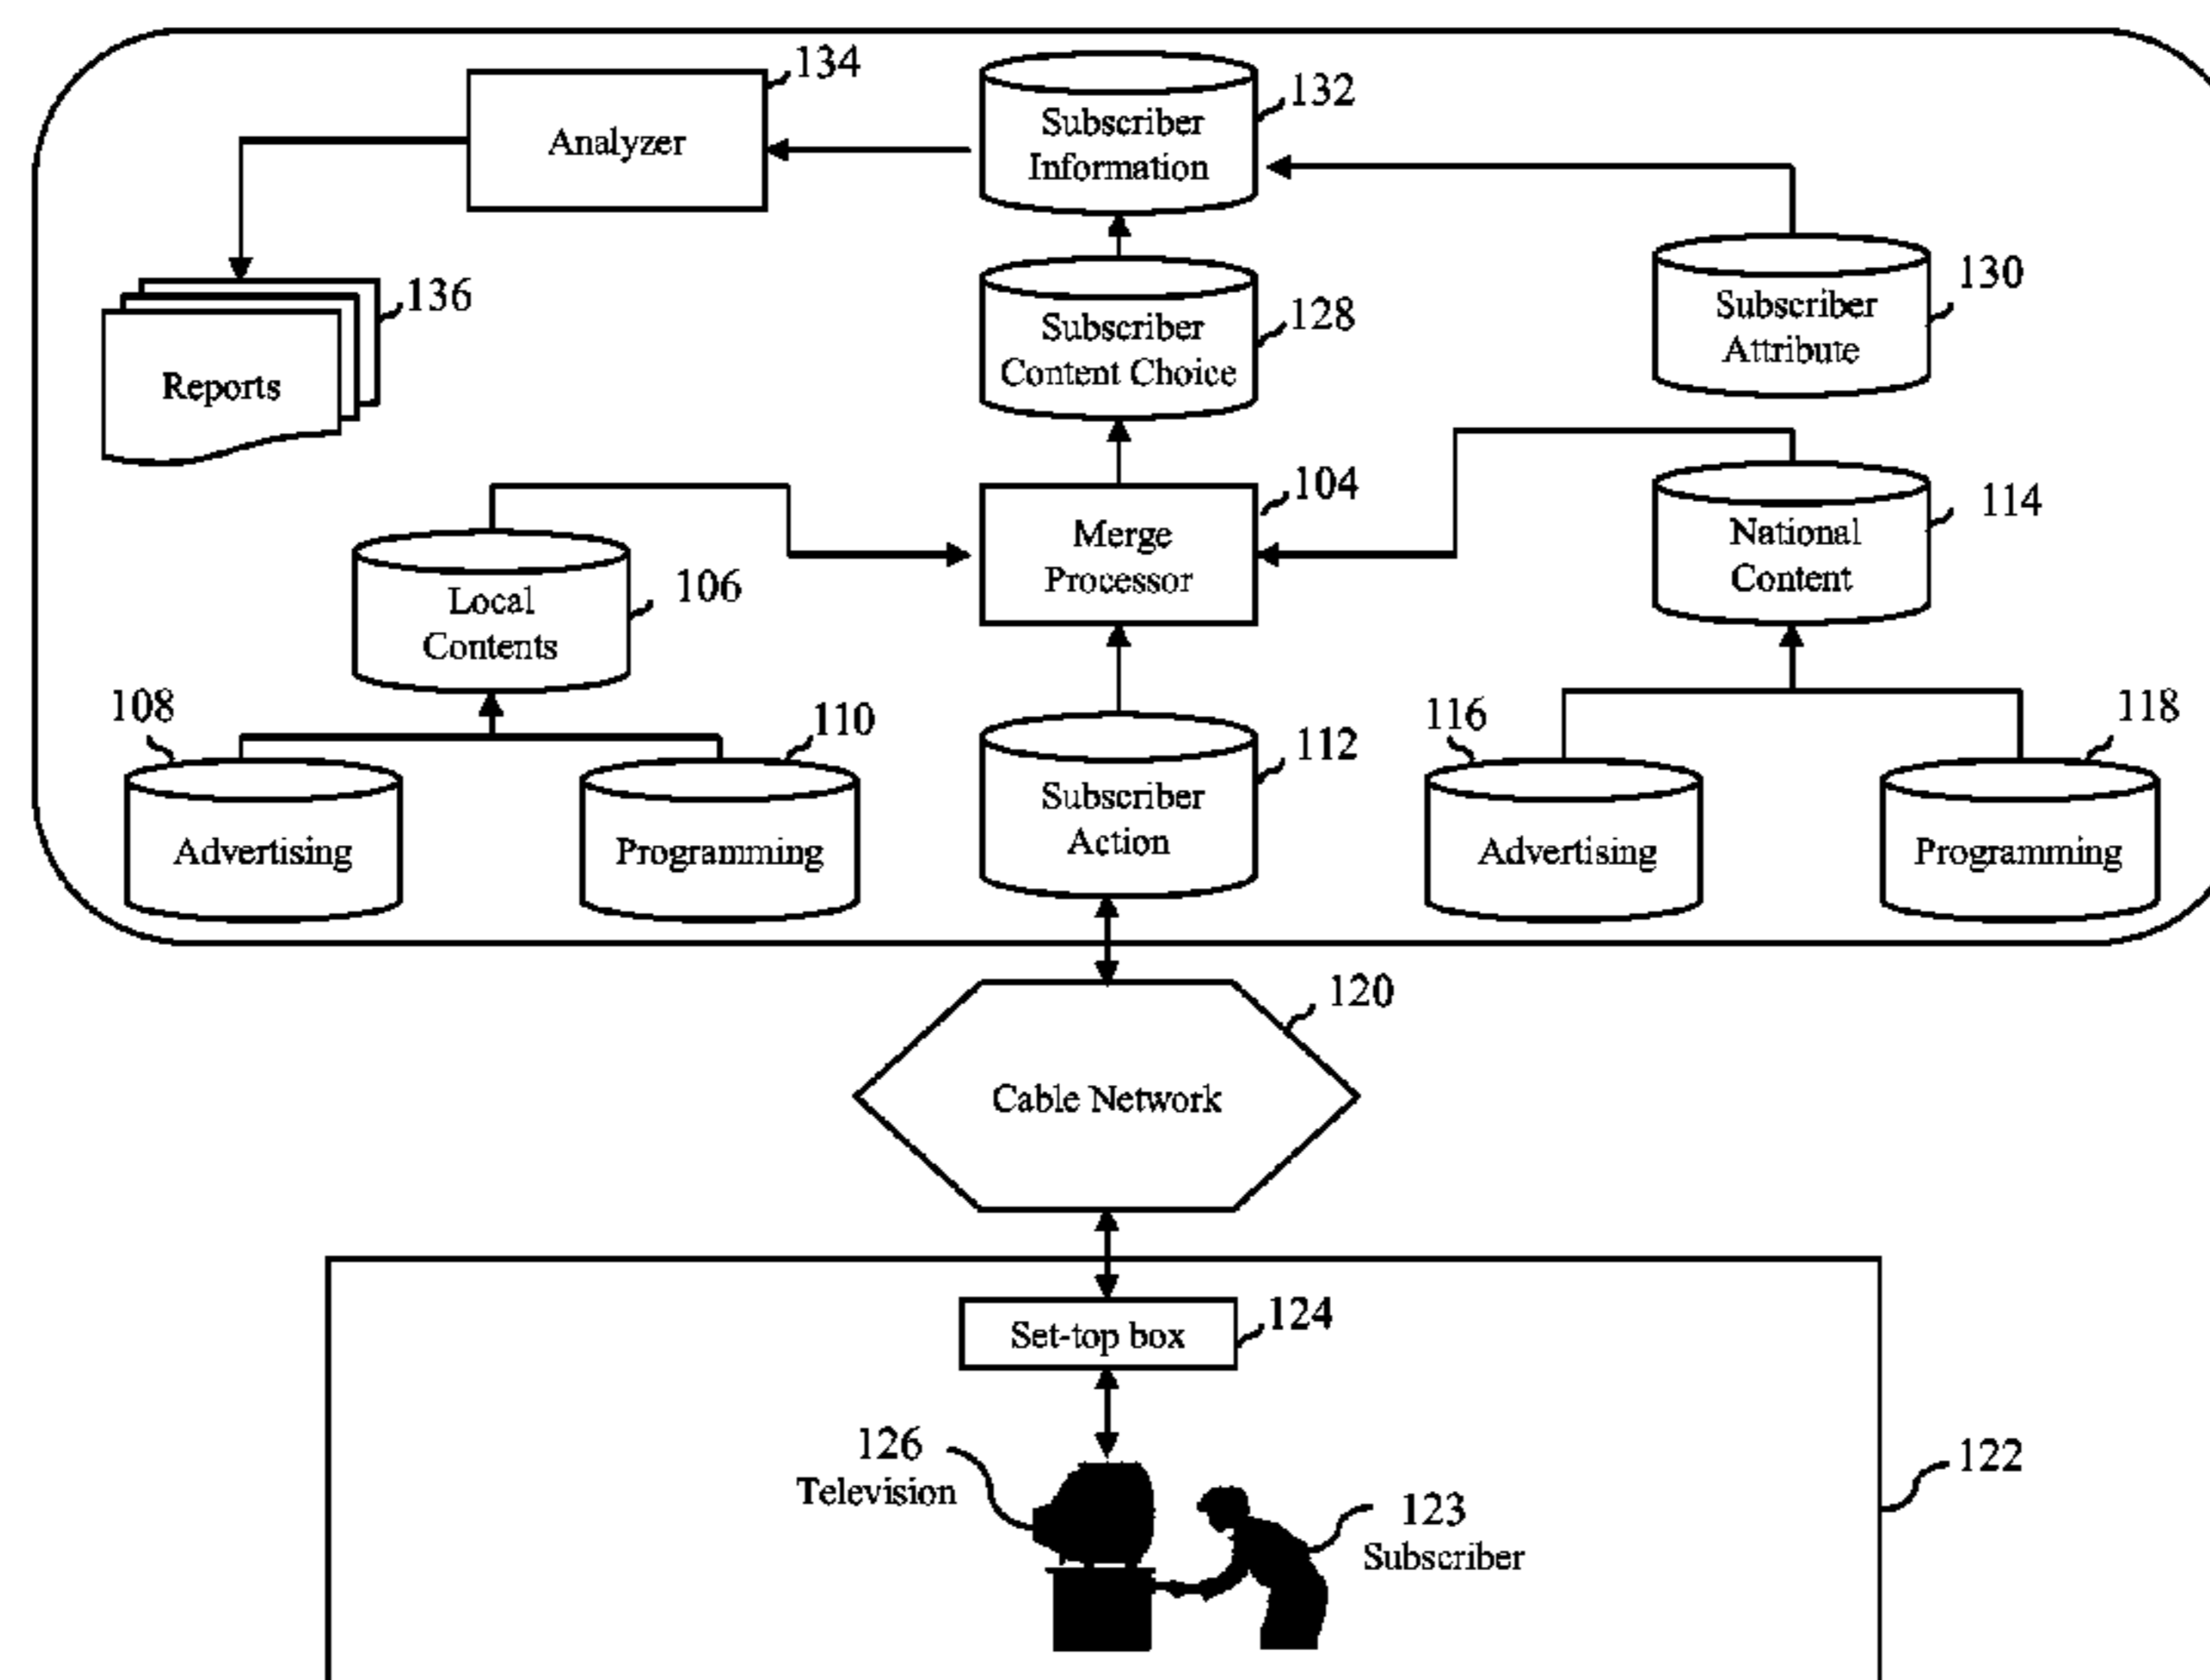 134
Analyzer
Subscriber
Information
132
136
Reports
Subscriber
Content Choice
128
Subscriber
Attribute
130
104
Merge
Processor
National
Content
114
Local
Contents
106
108
Advertising
110
Programming
Subscriber
Action
112
116
Advertising
118
Programming
120
Cable Network
Set-top box
124
126
Television
123
Subscriber
122